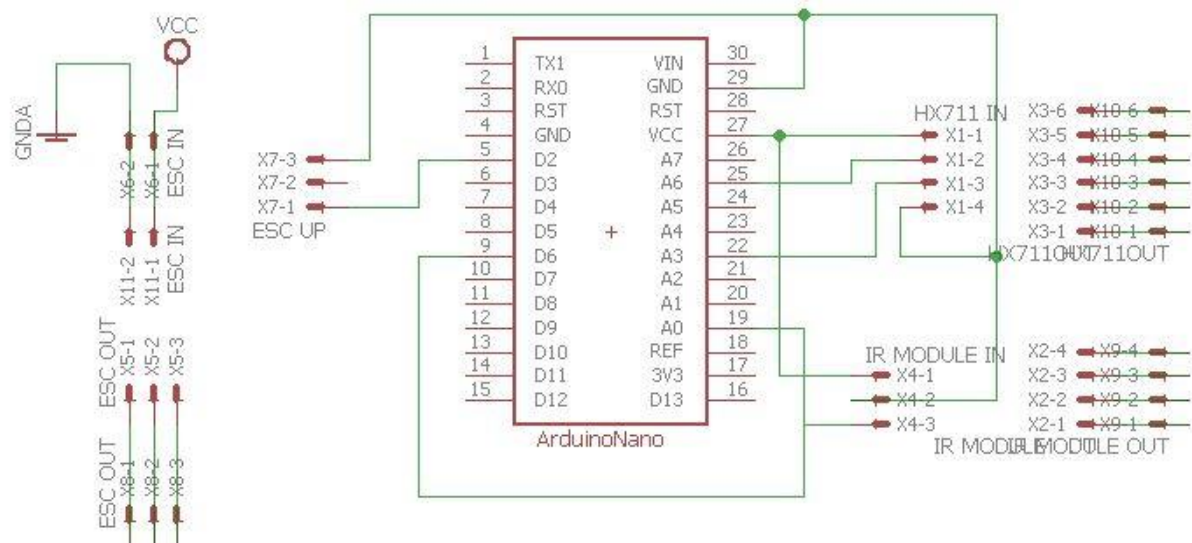 VCC
GNDA
X6-2
X6-1
ESC IN
X11-2
X11-1
ESC IN
ESC OUT
X5-1
X5-2
X5-3
ESC OUT
X8-1
X8-2
X8-3
X7-3
X7-2
X7-1
ESC UP
1 TX1 VIN 30
2 RX0 GND 29
3 RST RST 28
4 GND VCC 27
5 D2 A7 26
6 D3 A6 25
7 D4 A5 24
8 D5 A4 23
9 D6 A3 22
10 D7 A2 21
11 D8 A1 20
12 D9 A0 19
13 D10 REF 18
14 D11 3V3 17
15 D12 D13 16
ArduinoNano
HX711 IN
X1-1
X1-2
X1-3
X1-4
X3-6 X10-6
X3-5 X10-5
X3-4 X10-4
X3-3 X10-3
X3-2 X10-2
X3-1 X10-1
HX711OUT HX711OUT
IR MODULE IN
X4-1
X4-2
X4-3
X2-4 X9-4
X2-3 X9-3
X2-2 X9-2
X2-1 X9-1
IR MODULE OUT